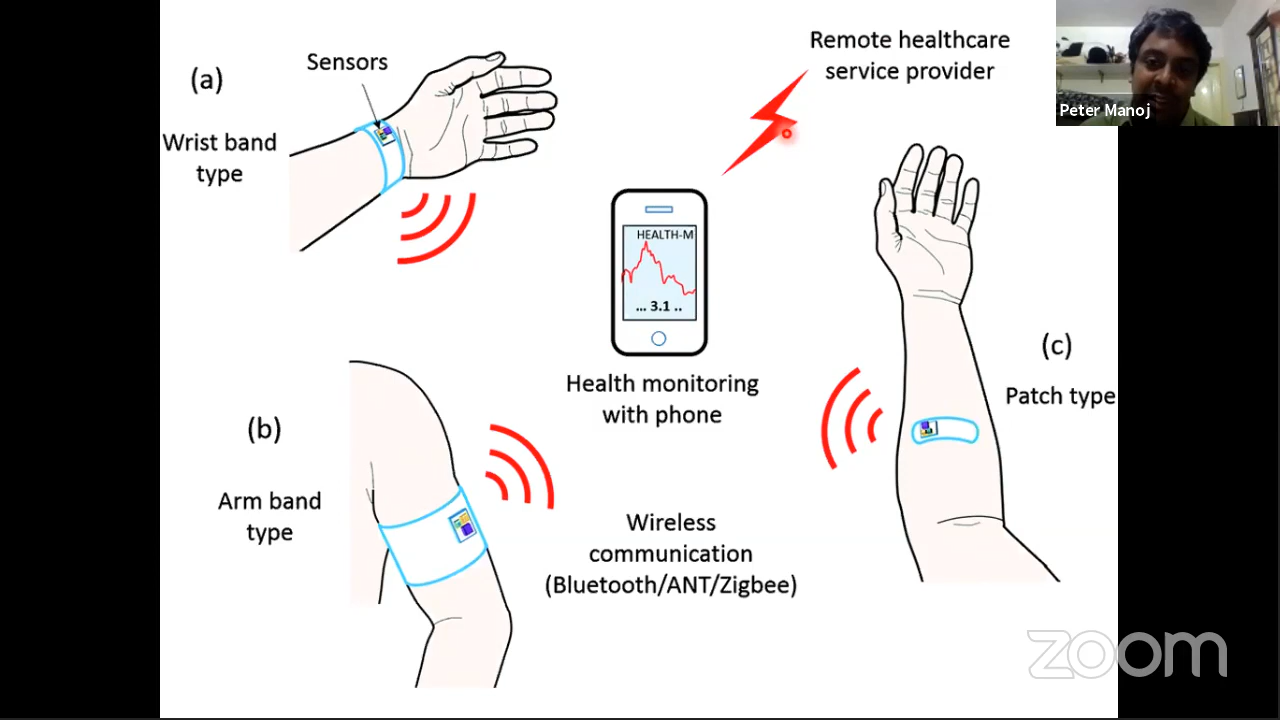 Sensors
(a)
Wrist band
type
Remote healthcare
service provider
Peter Manoj
HEALTH-M
... 3.1 ..
Health monitoring
with phone
(c)
Patch type
(b)
Arm band
type
Wireless
communication
(Bluetooth/ANT/Zigbee)
zoom